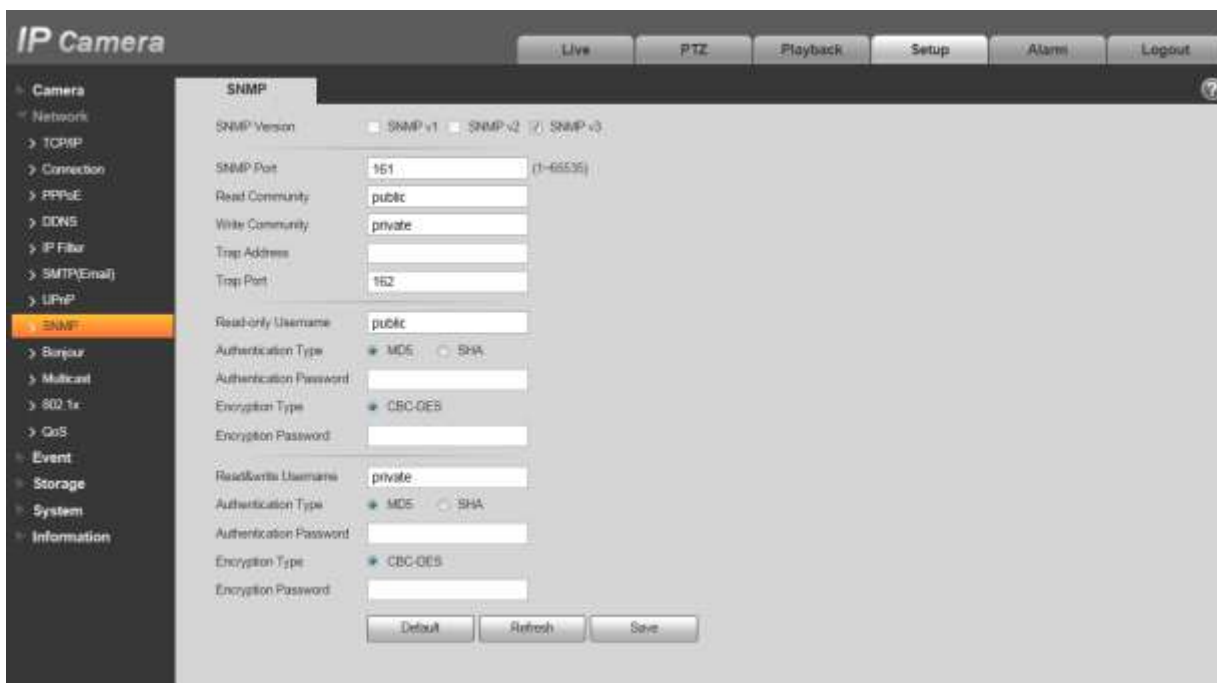 IP Camera
Live PTZ Playback Setup Alarm Logout
Camera
Network
TCP/IP
Connection
PPPoE
DDNS
IP Filter
SMTP(Email)
UPnP
SNMP
Bonjour
Multicast
802.1x
QoS
Event
Storage
System
Information
SNMP
?
SNMP Version SNMP v1 SNMP v2 SNMP v3
SNMP Port 161 (1~65535)
Read Community public
Write Community private
Trap Address
Trap Port 162
Read-only Username public
Authentication Type MD5 SHA
Authentication Password
Encryption Type CBC-DES
Encryption Password
Read&write Username private
Authentication Type MD5 SHA
Authentication Password
Encryption Type CBC-DES
Encryption Password
Default Refresh Save